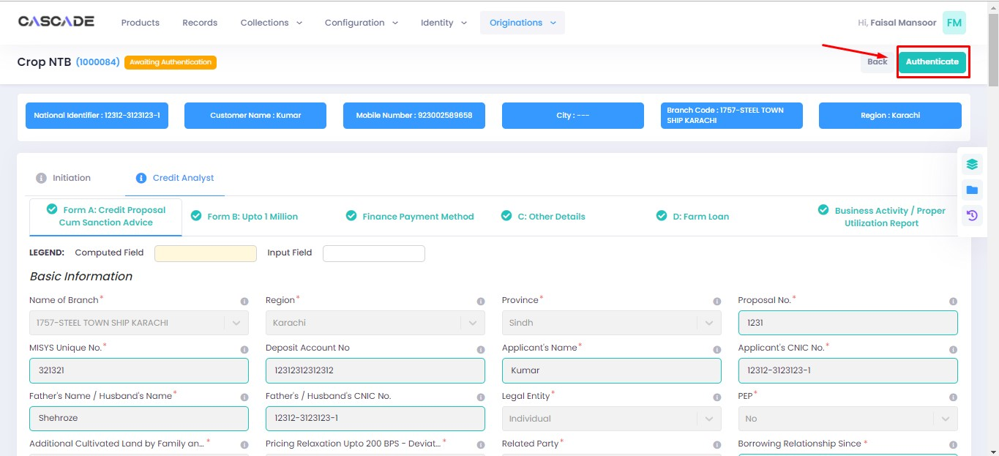 CASCADE Products Records Collections Configuration Identity Originations Hi, Faisal Mansoor FM
Crop NTB (1000084) Awaiting Authentication Back Authenticate
National Identifier : 12312-3123123-1
Customer Name : Kumar
Mobile Number : 923002589658
City : ---
Branch Code : 1757-STEEL TOWN
SHIP KARACHI
Region : Karachi
Initiation Credit Analyst
Form A: Credit Proposal
Cum Sanction Advice
Form B: Upto 1 Million
Finance Payment Method
C: Other Details
D: Farm Loan
Business Activity / Proper
Utilization Report
LEGEND: Computed Field Input Field
Basic Information
Name of Branch* Region* Province* Proposal No.*
1757-STEEL TOWN SHIP KARACHI Karachi Sindh 1231
MISYS Unique No.* Deposit Account No Applicant's Name* Applicant's CNIC No.*
321321 12312312312312 Kumar 12312-3123123-1
Father's Name / Husband's Name* Father's / Husband's CNIC No. Legal Entity* PEP*
Shehroze 12312-3123123-1 Individual No
Additional Cultivated Land by Family an... * Pricing Relaxation Upto 200 BPS - Deviat... * Related Party* Borrowing Relationship Since *